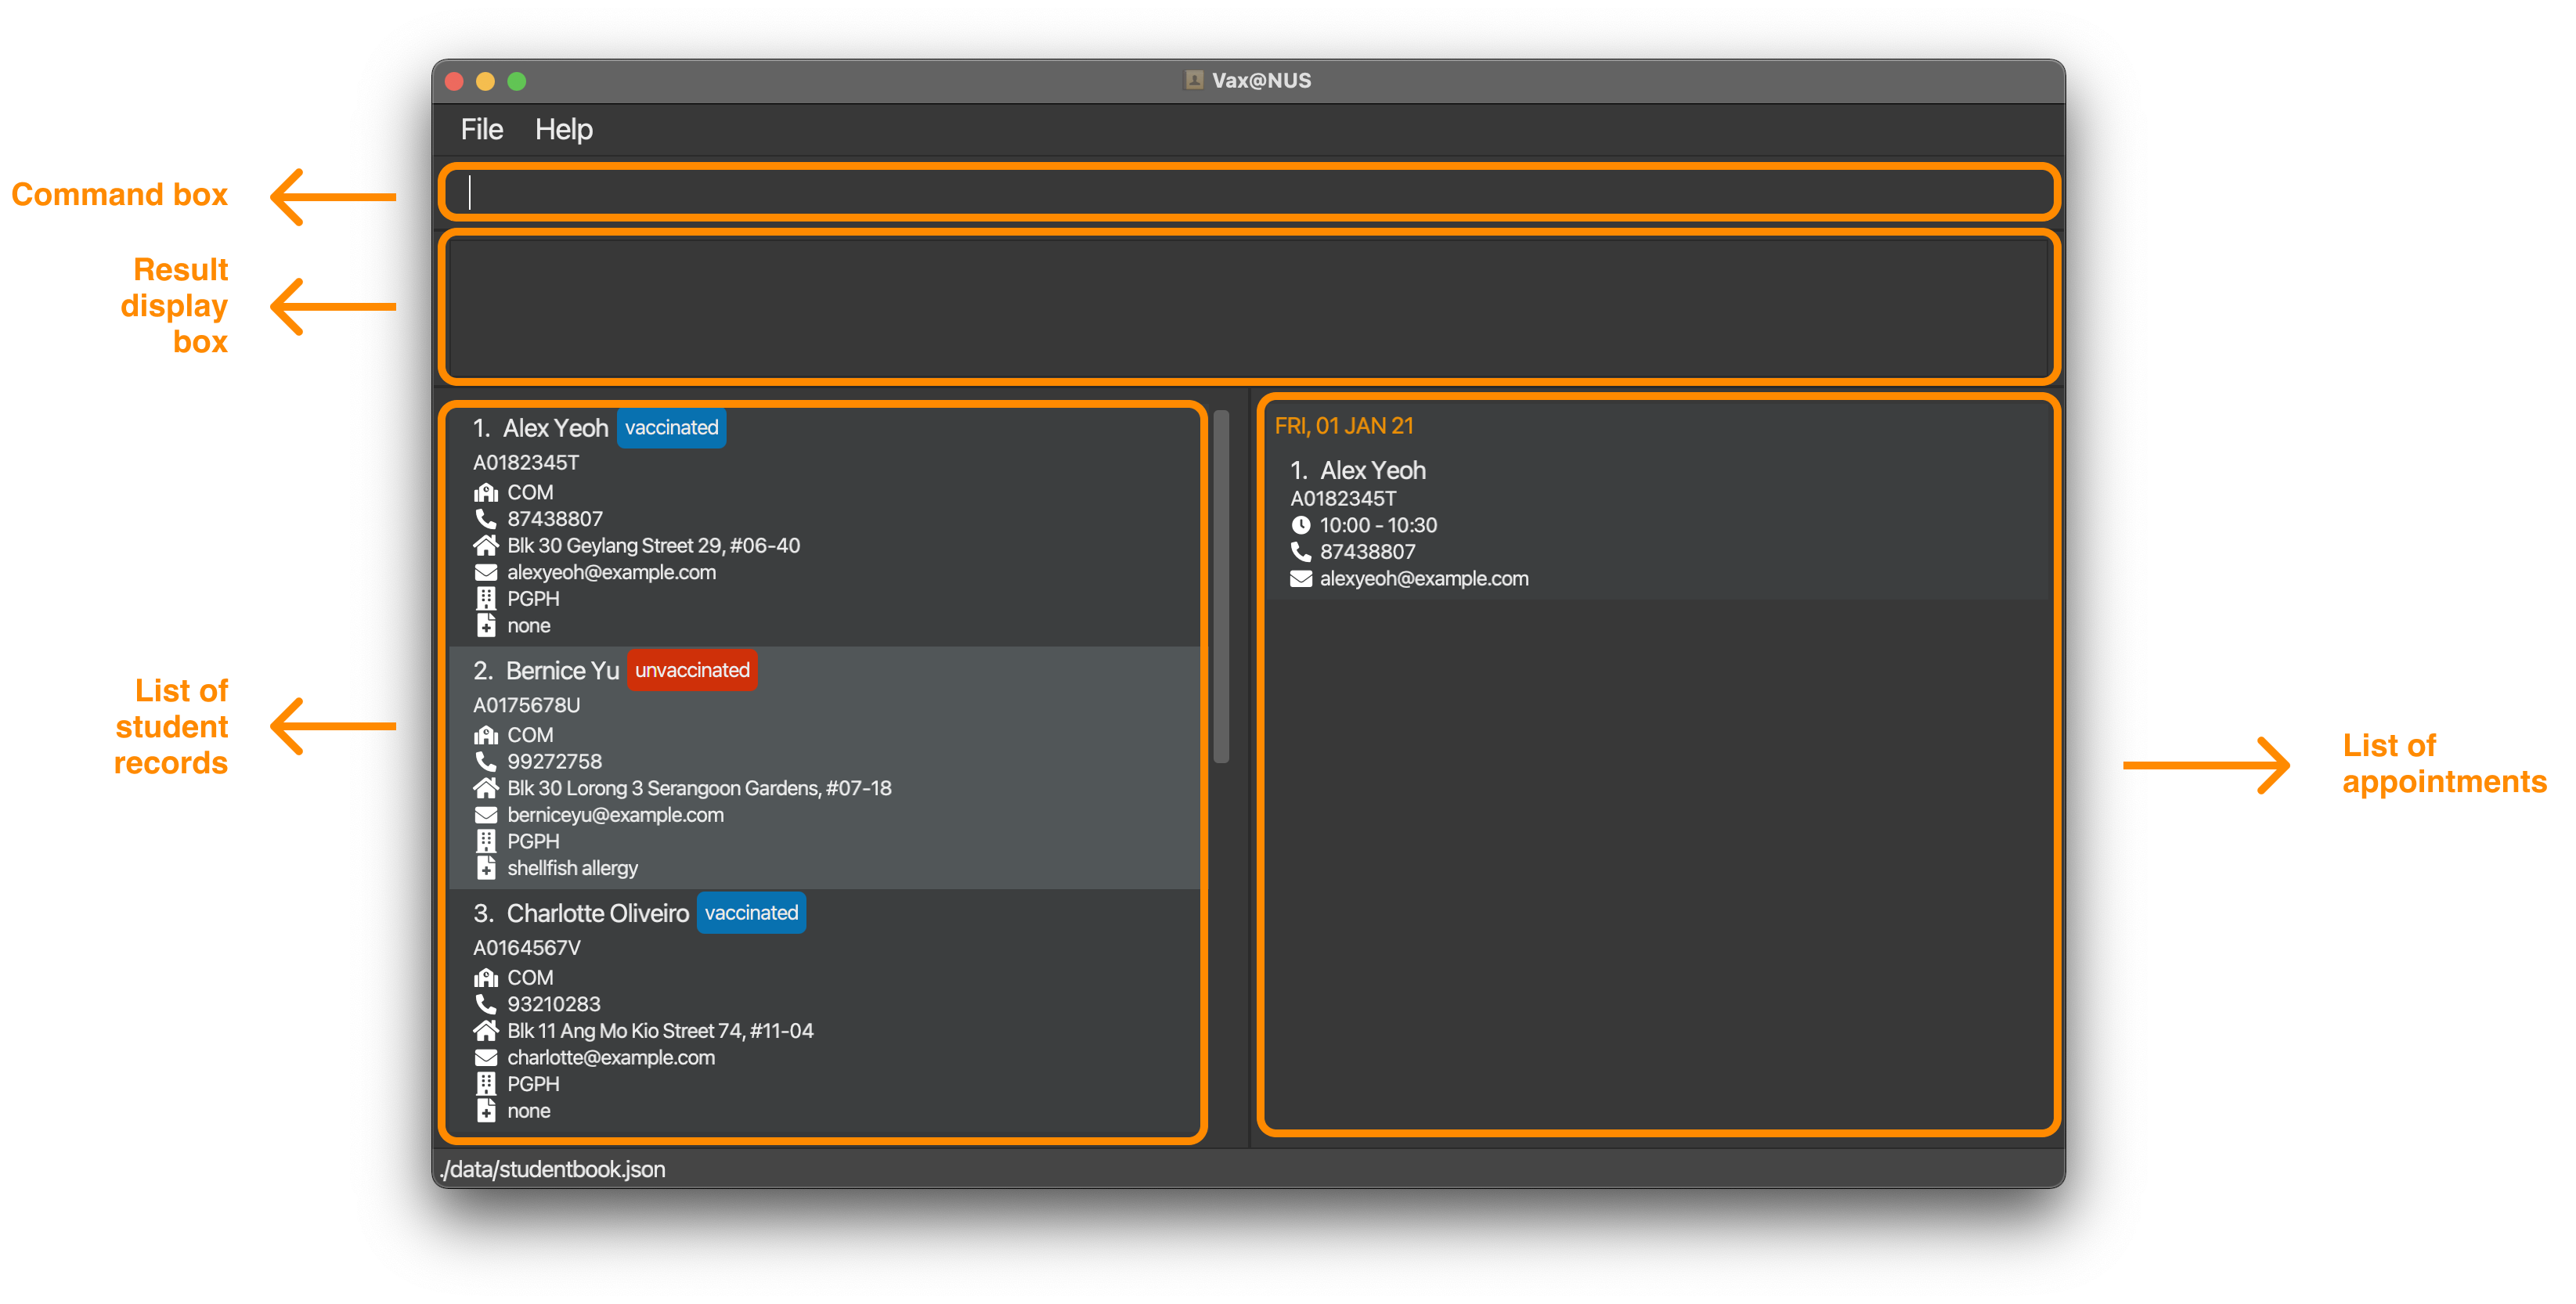 Vax@NUS
File Help
Command box
Result
display
box
List of
student
records
1. Alex Yeoh vaccinated
A0182345T
COM
87438807
Blk 30 Geylang Street 29, #06-40
alexyeoh@example.com
PGPH
none
2. Bernice Yu unvaccinated
A0175678U
COM
99272758
Blk 30 Lorong 3 Serangoon Gardens, #07-18
berniceyu@example.com
PGPH
shellfish allergy
3. Charlotte Oliveiro vaccinated
A0164567V
COM
93210283
Blk 11 Ang Mo Kio Street 74, #11-04
charlotte@example.com
PGPH
none
FRI, 01 JAN 21
1. Alex Yeoh
A0182345T
10:00 - 10:30
87438807
alexyeoh@example.com
List of
appointments
./data/studentbook.json